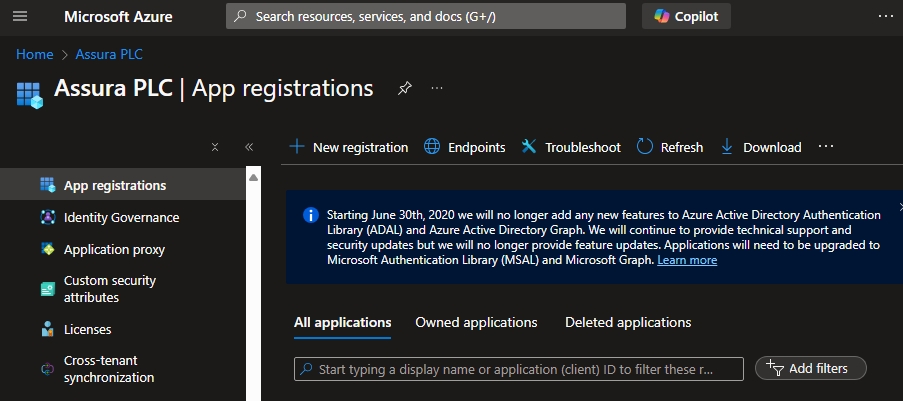 Microsoft Azure
Search resources, services, and docs (G+/)
Copilot
Home > Assura PLC
Assura PLC | App registrations
New registration
Endpoints
Troubleshoot
Refresh
Download
App registrations
Identity Governance
Application proxy
Custom security
attributes
Licenses
Cross-tenant
synchronization
Starting June 30th, 2020 we will no longer add any new features to Azure Active Directory Authentication
Library (ADAL) and Azure Active Directory Graph. We will continue to provide technical support and
security updates but we will no longer provide feature updates. Applications will need to be upgraded to
Microsoft Authentication Library (MSAL) and Microsoft Graph. Learn more
All applications
Owned applications
Deleted applications
Start typing a display name or application (client) ID to filter these r...
Add filters